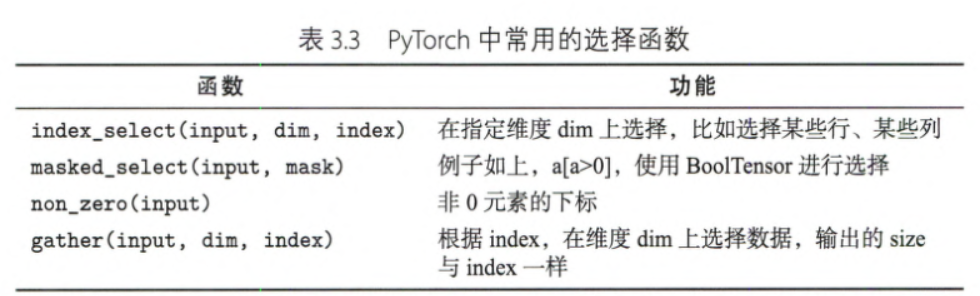 表 3.3 PyTorch 中常用的选择函数
函数 功能
index_select(input, dim, index) 在指定维度 dim 上选择，比如选择某些行、某些列
masked_select(input, mask) 例子如上，a[a>0]，使用 BoolTensor 进行选择
non_zero(input) 非 0 元素的下标
gather(input, dim, index) 根据 index，在维度 dim 上选择数据，输出的 size
与 index 一样